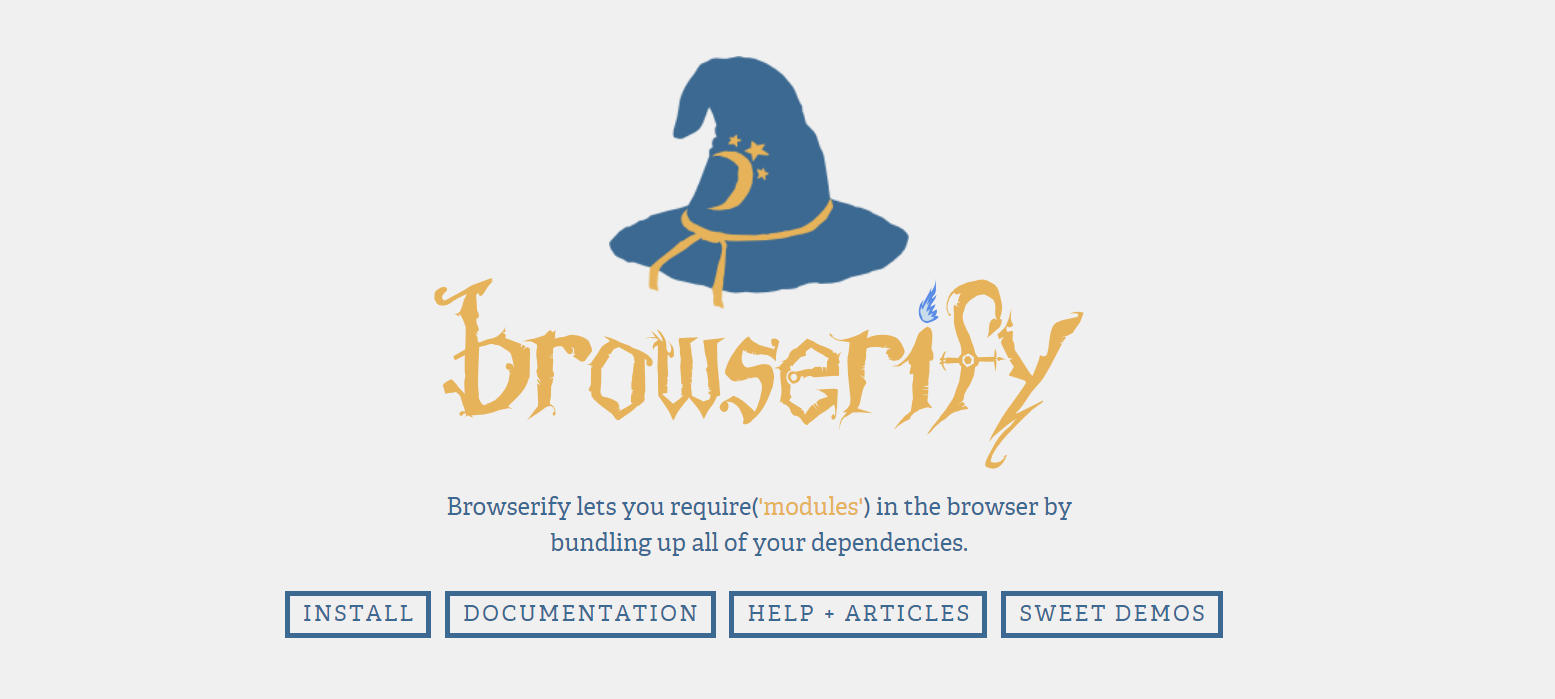 browserify
Browserify lets you require('modules') in the browser by
bundling up all of your dependencies.
INSTALL
DOCUMENTATION
HELP + ARTICLES
SWEET DEMOS